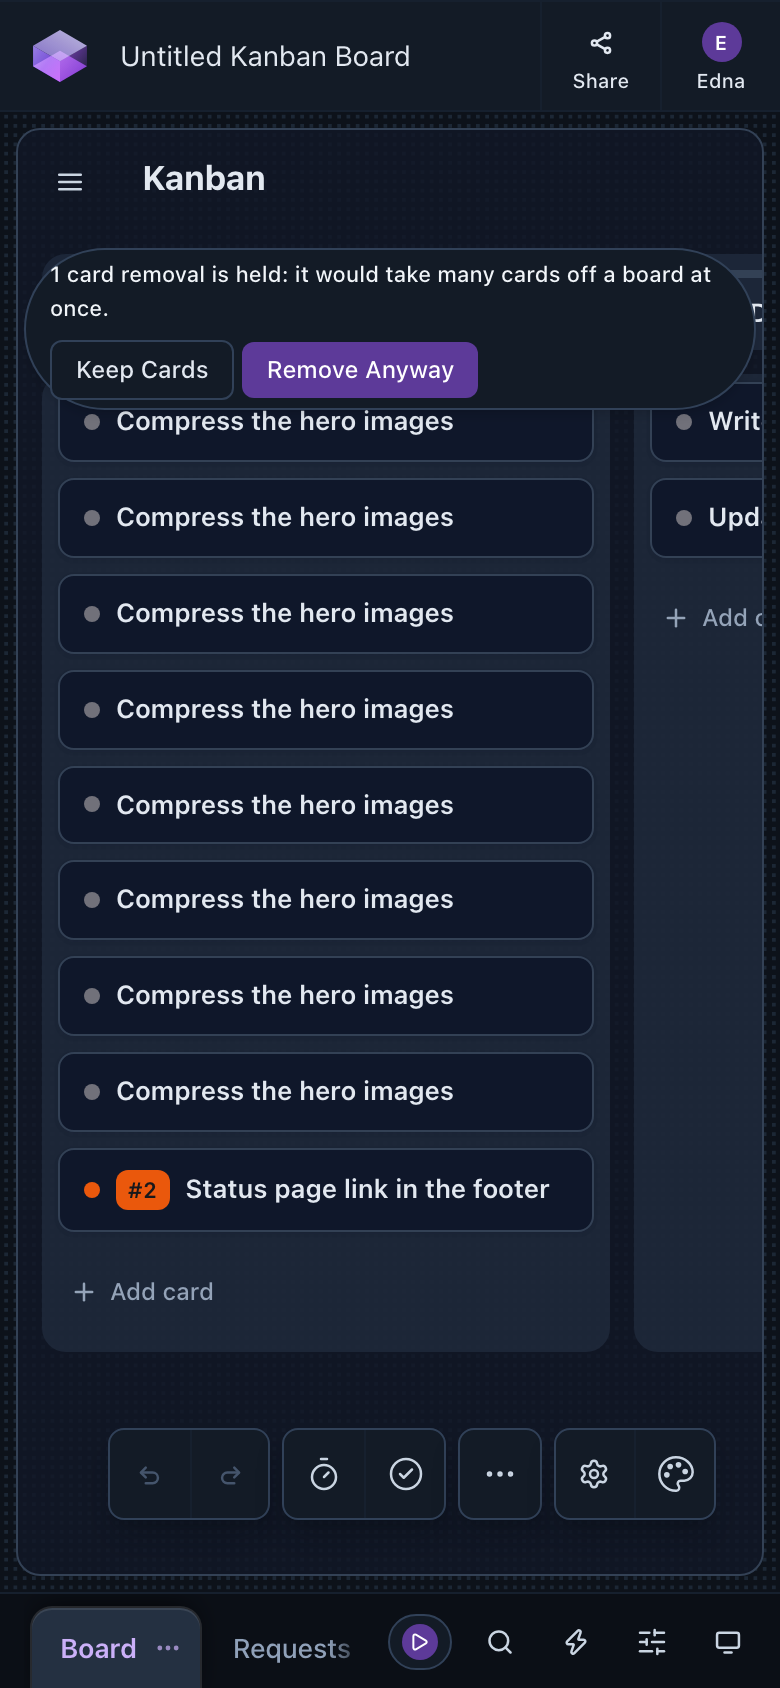 Untitled Kanban Board
Share
E
Edna
Kanban
1 card removal is held: it would take many cards off a board at
once.
Keep Cards
Remove Anyway
Compress the hero images
Writ
Compress the hero images
Upd
Compress the hero images
Add c
Compress the hero images
Compress the hero images
Compress the hero images
Compress the hero images
Compress the hero images
#2 Status page link in the footer
Add card
Board
Requests